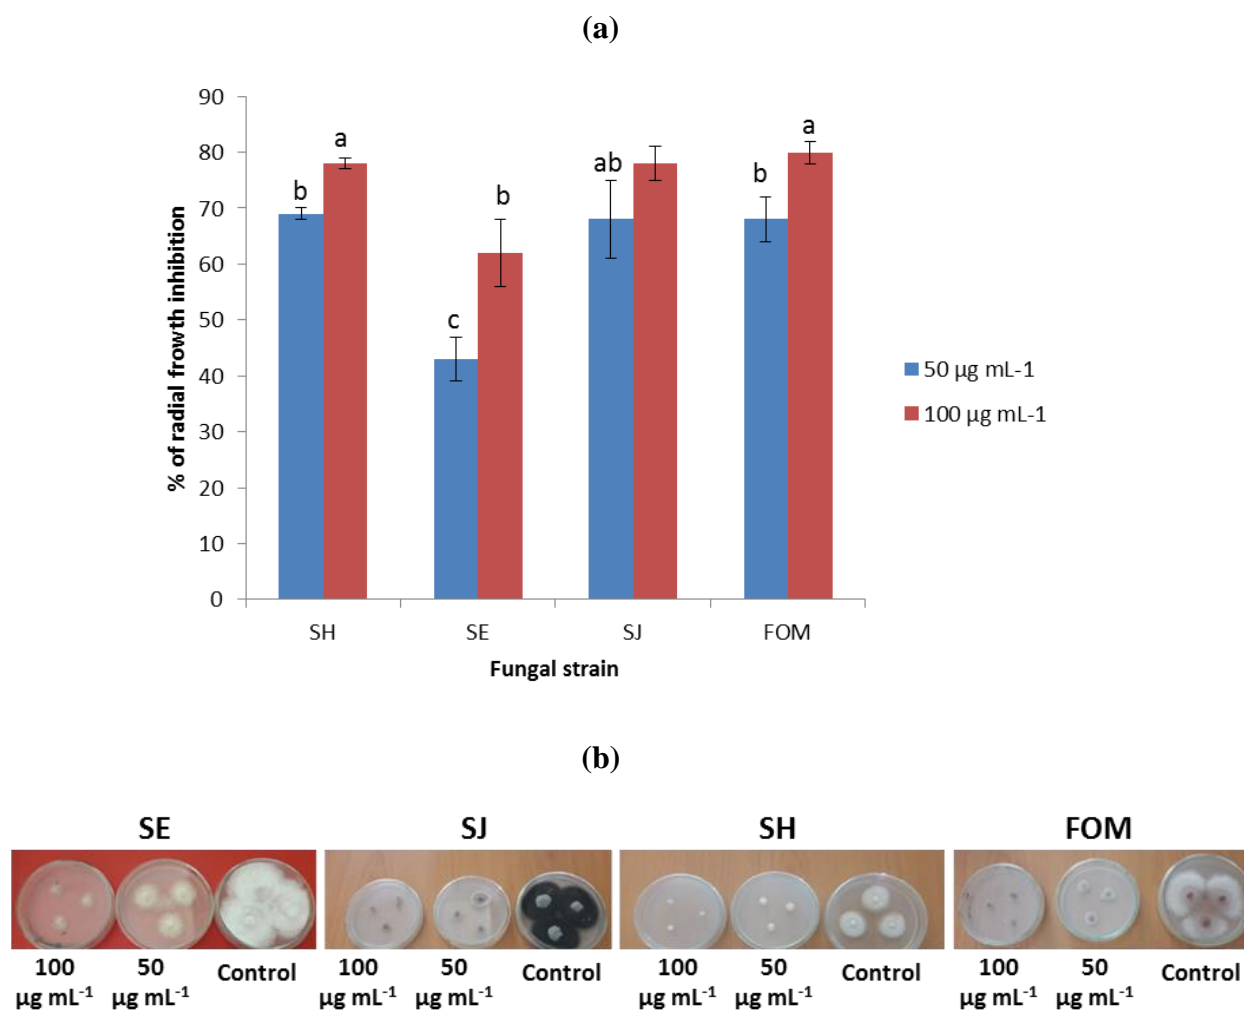 (a)
90
80
70
60
50
40
30
20
10
0
% of radial frowth inhibition
b
a
c
b
ab
b
a
SH
SE
SJ
FOM
Fungal strain
50 µg mL-1
100 µg mL-1
(b)
SE
SJ
SH
FOM
100
µg mL-1
50
µg mL-1
Control
100
µg mL-1
50
µg mL-1
Control
100
µg mL-1
50
µg mL-1
Control
100
µg mL-1
50
µg mL-1
Control